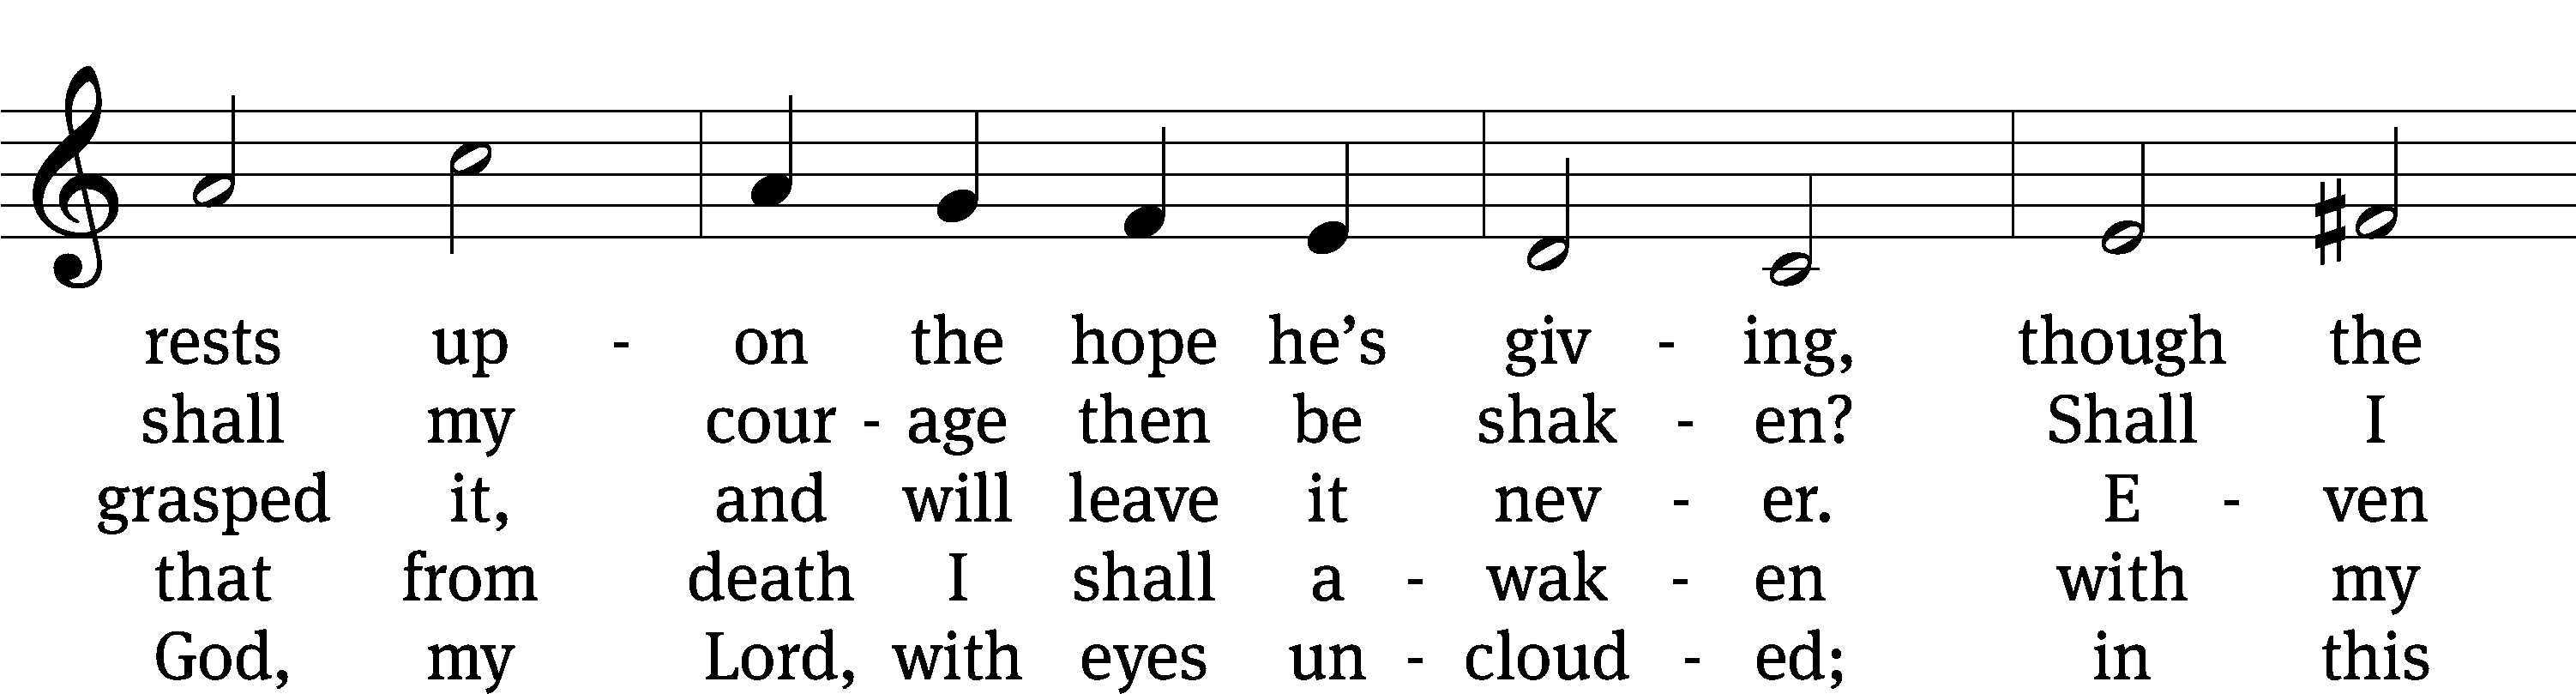 rests up - on the hope he’s giv - ing, though the
shall my cour - age then be shak - en? Shall I
grasped it, and will leave it nev - er. E - ven
that from death I shall a - wak - en with my
God, my Lord, with eyes un - cloud - ed; in this